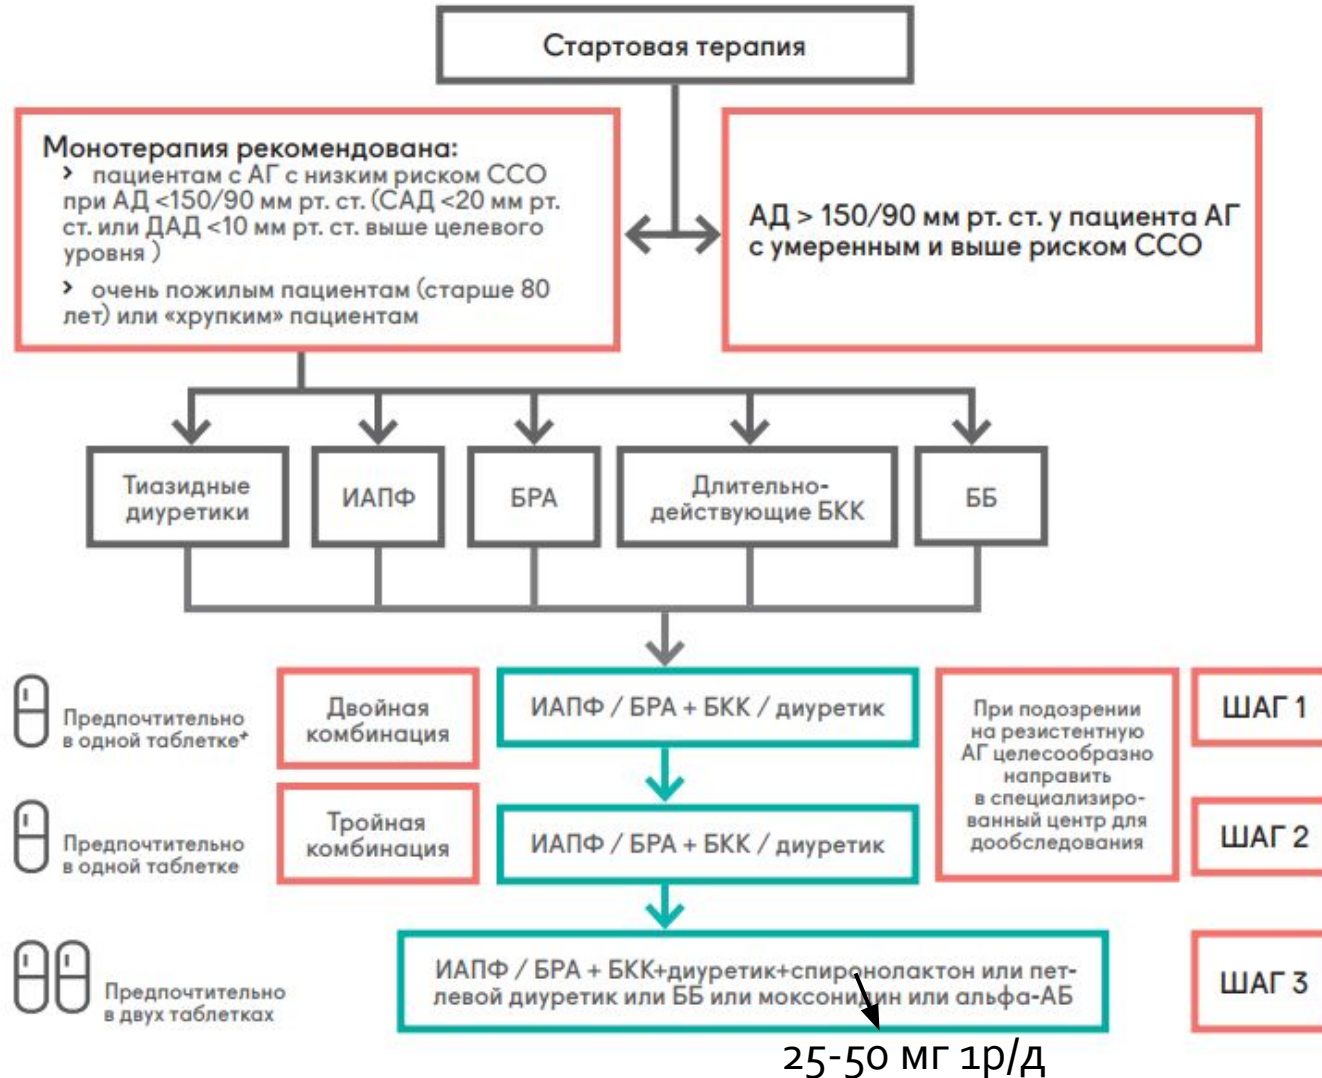 Стартовая терапия
Монотерапия рекомендована:
› пациентам с АГ с низким риском ССО
при АД <150/90 мм рт. ст. (САД <20 мм рт.
ст. или ДАД <10 мм рт. ст. выше целевого
уровня )
› очень пожилым пациентам (старше 80
лет) или «хрупким» пациентам
АД > 150/90 мм рт. ст. у пациента АГ
с умеренным и выше риском ССО
Тиазидные
диуретики
ИАПФ
БРА
Длительно-
действующие БКК
ББ
Предпочтительно
в одной таблетке*
Двойная
комбинация
ИАПФ / БРА + БКК / диуретик
При подозрении
на резистентную
АГ целесообразно
направить
в специализиро-
ванный центр для
дообследования
ШАГ 1
Предпочтительно
в одной таблетке
Тройная
комбинация
ИАПФ / БРА + БКК / диуретик
ШАГ 2
Предпочтительно
в двух таблетках
ИАПФ / БРА + БКК+диуретик+спиронолактон или пет-
левой диуретик или ББ или моксонидин или альфа-АБ
ШАГ 3
25-50 мг 1р/д